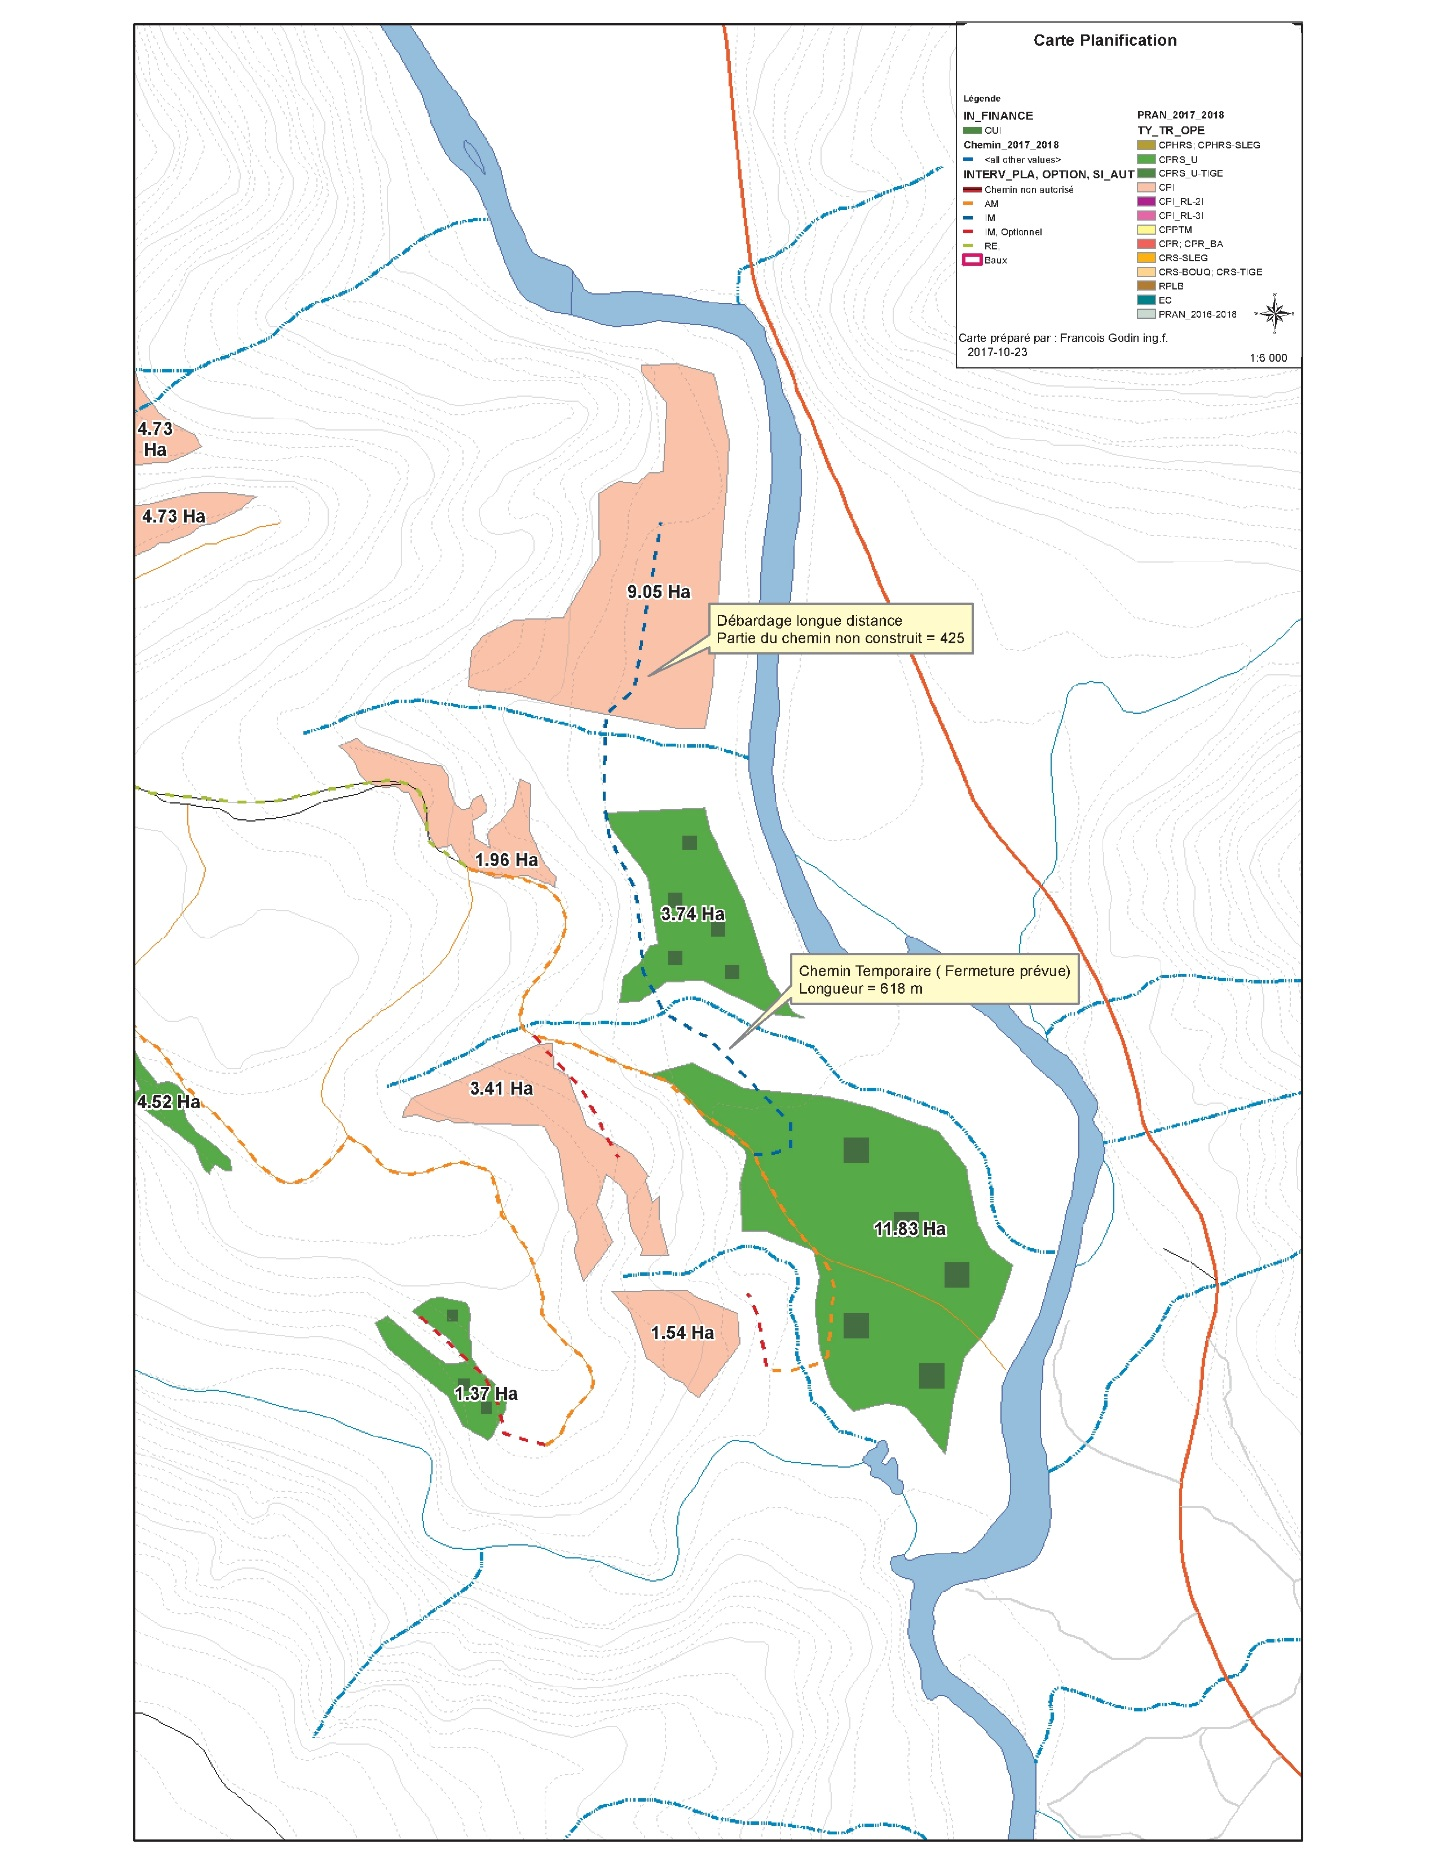 Carte Planification
Légende
IN_FINANCE
OUI
Chemin_2017_2018
<all other values>
INTERV_PLA, OPTION, SI_AUT
Chemin non autorisé
AM
IM
IM, Optionnel
RE
Baux
PRAN_2017_2018
TY_TR_OPE
CPHRS; CPHRS-SLEG
CPRS_U
CPRS_U-TIGE
CPI
CPI_RL-2I
CPI_RL-3I
CPPTM
CPR; CPR_BA
CRS-SLEG
CRS-BOUQ; CRS-TIGE
RPLB
EC
PRAN_2016-2018
Carte préparé par : Francois Godin ing.f.
2017-10-23
1:6 000
4.73
Ha
4.73 Ha
9.05 Ha
Débardage longue distance
Partie du chemin non construit = 425
1.96 Ha
3.74 Ha
Chemin Temporaire ( Fermeture prévue)
Longueur = 618 m
3.41 Ha
4.52 Ha
11.83 Ha
1.54 Ha
1.37 Ha